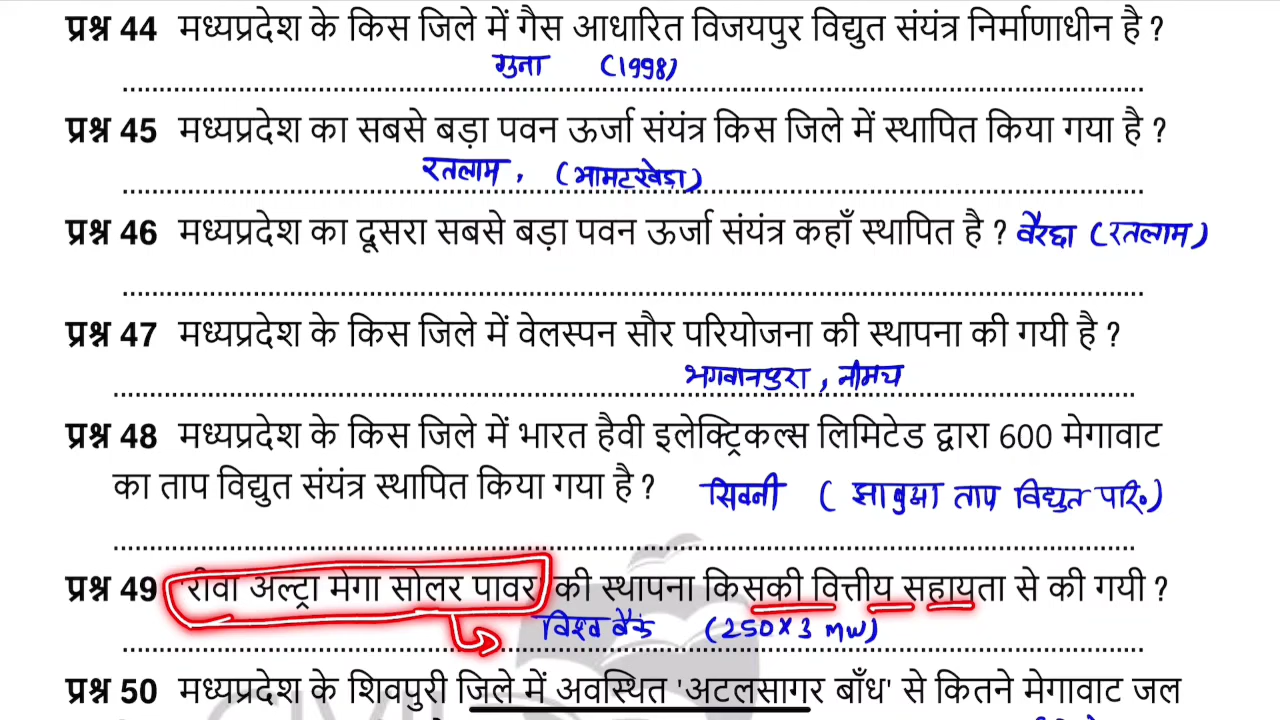 प्रश्न 44 मध्यप्रदेश के किस जिले में गैस आधारित विजयपुर विद्युत संयंत्र निर्माणाधीन है ?
गुना (1998)
प्रश्न 45 मध्यप्रदेश का सबसे बड़ा पवन ऊर्जा संयंत्र किस जिले में स्थापित किया गया है ?
रतलाम, (भामटखेडा)
प्रश्न 46 मध्यप्रदेश का दूसरा सबसे बड़ा पवन ऊर्जा संयंत्र कहाँ स्थापित है ? (रतलाम)
प्रश्न 47 मध्यप्रदेश के किस जिले में वेलस्पन सौर परियोजना की स्थापना की गयी है ?
भगवानपुरा, नीमच
प्रश्न 48 मध्यप्रदेश के किस जिले में भारत हैवी इलेक्ट्रिकल्स लिमिटेड द्वारा 600 मेगावाट
का ताप विद्युत संयंत्र स्थापित किया गया है ? सिवनी (झाबुआ ताप विद्युत परि०)
प्रश्न 49 'रीवा अल्ट्रा मेगा सोलर पावर' की स्थापना किसकी वित्तीय सहायता से की गयी ?
विश्व बैंक (250×3 mw)
प्रश्न 50 मध्यप्रदेश के शिवपुरी जिले में अवस्थित 'अटलसागर बाँध' से कितने मेगावाट जल